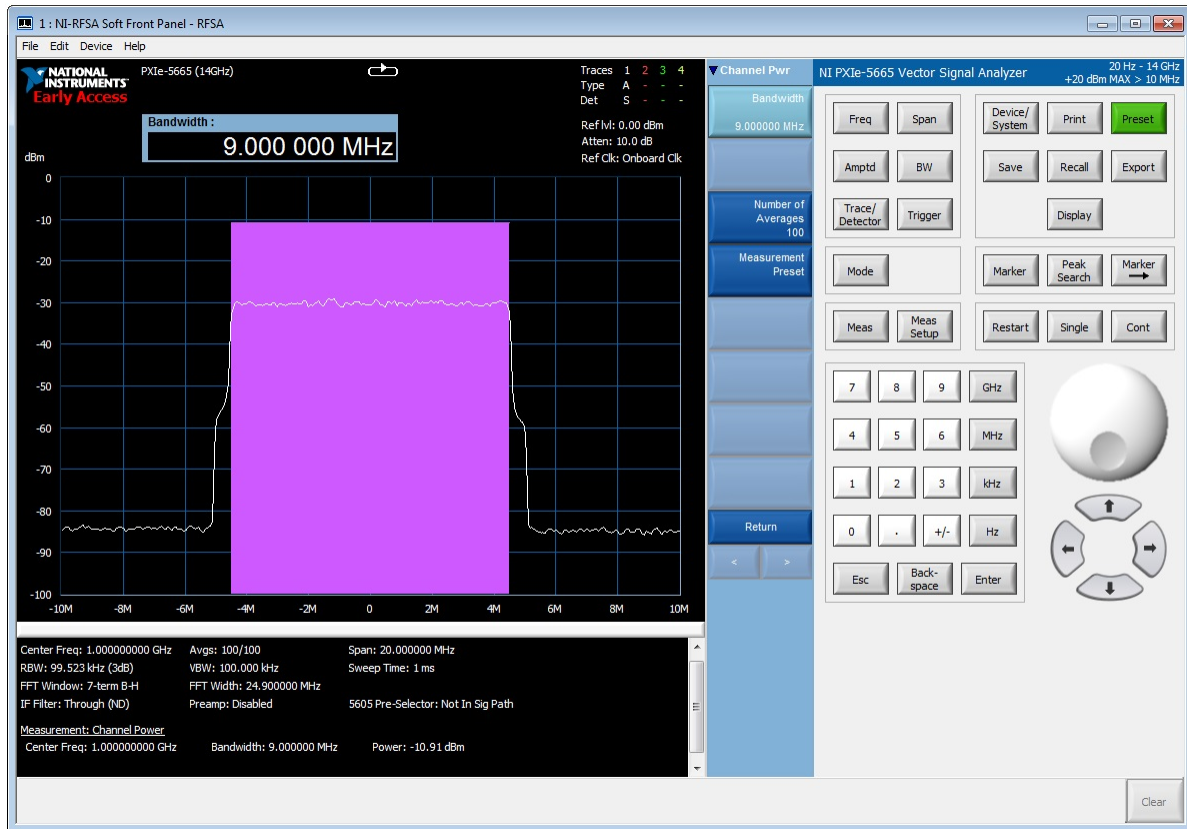 1 : NI-RFSA Soft Front Panel - RFSA
File Edit Device Help
NATIONAL INSTRUMENTS
Early Access
PXIe-5665 (14GHz)
Traces 1 2 3 4
Type A - - -
Det S - - -
Bandwidth :
9.000 000 MHz
Ref lvl: 0.00 dBm
Atten: 10.0 dB
Ref Clk: Onboard Clk
dBm
0
-10
-20
-30
-40
-50
-60
-70
-80
-90
-100
-10M -8M -6M -4M -2M 0 2M 4M 6M 8M 10M
Center Freq: 1.000000000 GHz Avgs: 100/100 Span: 20.000000 MHz
RBW: 99.523 kHz (3dB) VBW: 100.000 kHz Sweep Time: 1 ms
FFT Window: 7-term B-H FFT Width: 24.900000 MHz
IF Filter: Through (ND) Preamp: Disabled 5605 Pre-Selector: Not In Sig Path
Measurement: Channel Power
Center Freq: 1.000000000 GHz Bandwidth: 9.000000 MHz Power: -10.91 dBm
Channel Pwr
Bandwidth
9.000000 MHz
Number of
Averages
100
Measurement
Preset
Return
< >
NI PXIe-5665 Vector Signal Analyzer
20 Hz - 14 GHz
+20 dBm MAX > 10 MHz
Freq Span
Device/
System
Print Preset
Amptd BW Save Recall Export
Trace/
Detector
Trigger Display
Mode Marker
Peak
Search
Marker
Meas
Meas
Setup
Restart Single Cont
7 8 9 GHz
4 5 6 MHz
1 2 3 kHz
0 . +/- Hz
Esc
Back-
space
Enter
Clear